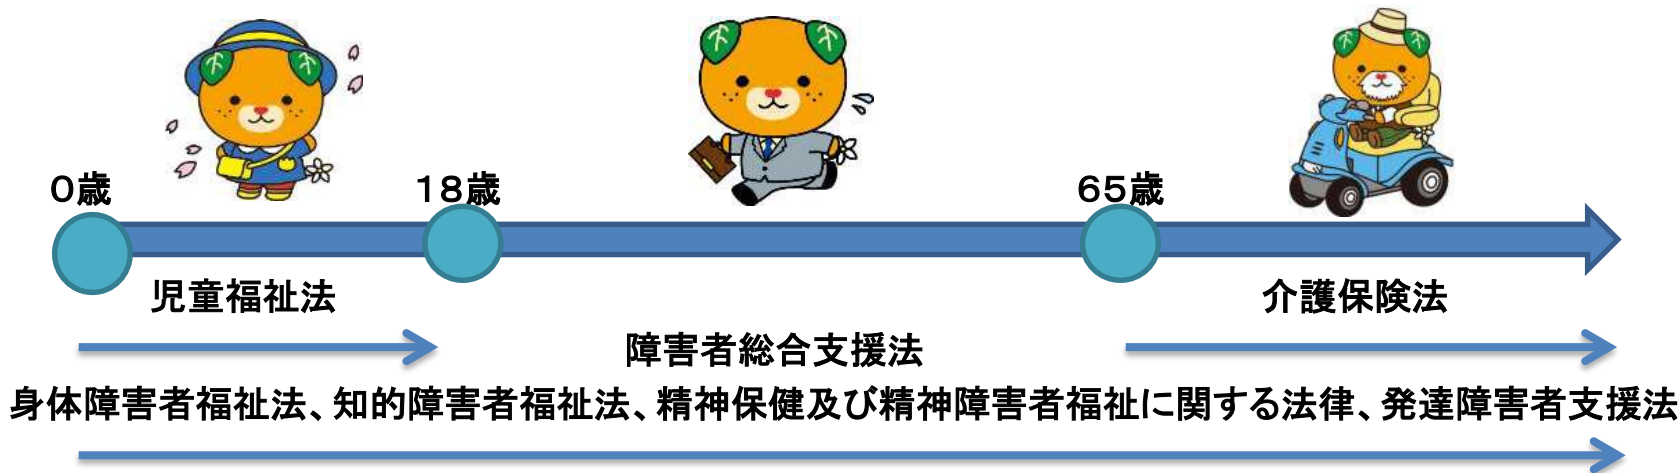 0歳
18歳
65歳
児童福祉法
介護保険法
障害者総合支援法
身体障害者福祉法、知的障害者福祉法、精神保健及び精神障害者福祉に関する法律、発達障害者支援法